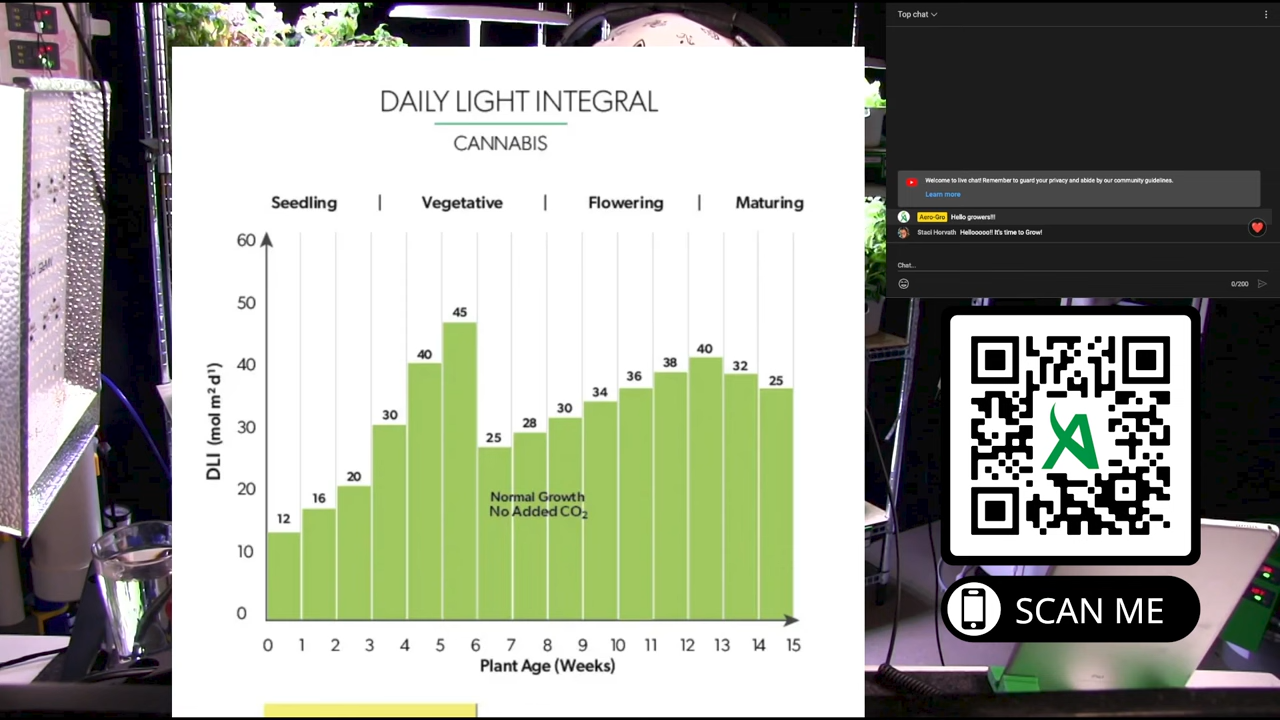 DAILY LIGHT INTEGRAL
CANNABIS
Seedling | Vegetative | Flowering | Maturing
60
50
40
30
20
10
0
DLI (mol m² d¹)
12
16
20
30
40
45
25
28
30
34
36
38
40
32
25
Normal Growth
No Added CO₂
0 1 2 3 4 5 6 7 8 9 10 11 12 13 14 15
Plant Age (Weeks)
Top chat
Welcome to live chat! Remember to guard your privacy and abide by our community guidelines.
Learn more
Aero-Gro Hello growers!!!
Staci Horvath Hellooooo!! It's time to Grow!
Chat...
0/200
SCAN ME